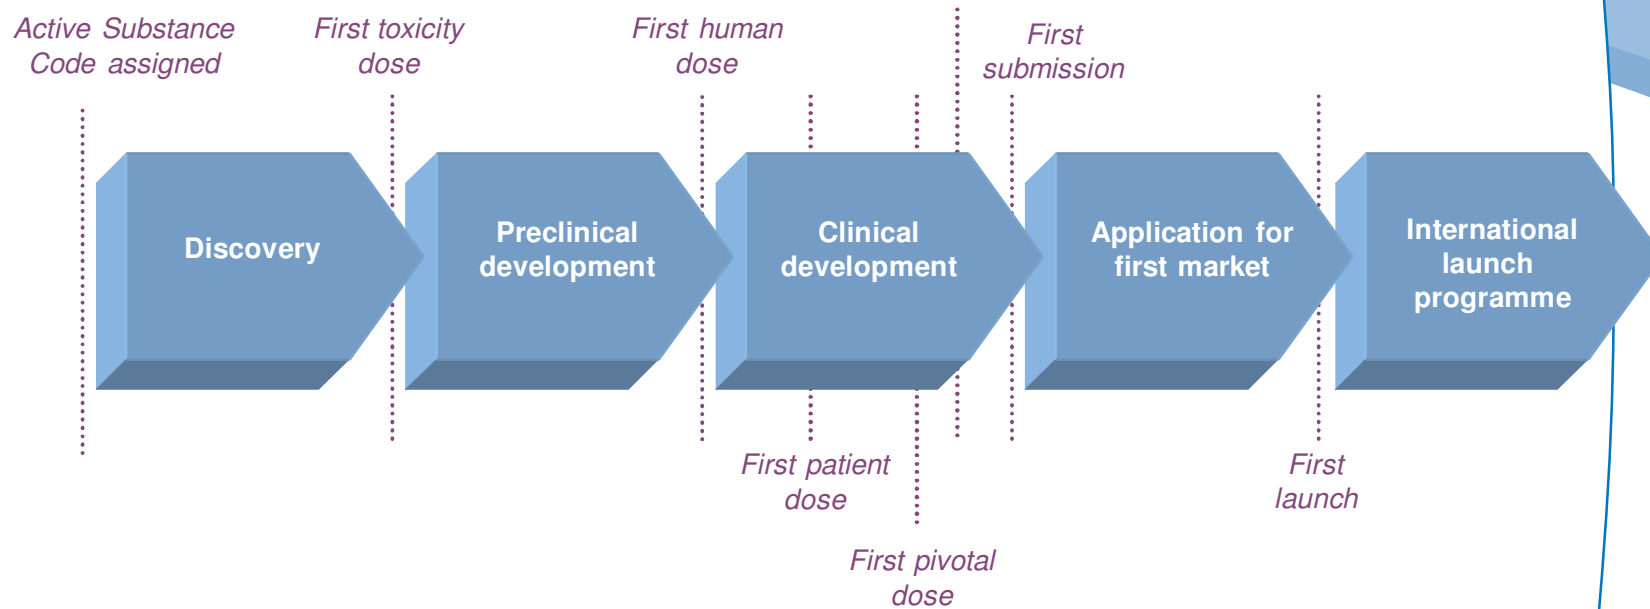 Active Substance
Code assigned
First toxicity
dose
First human
dose
First
submission
Discovery
Preclinical
development
Clinical
development
Application for
first market
International
launch
programme
First patient
dose
First
launch
First pivotal
dose